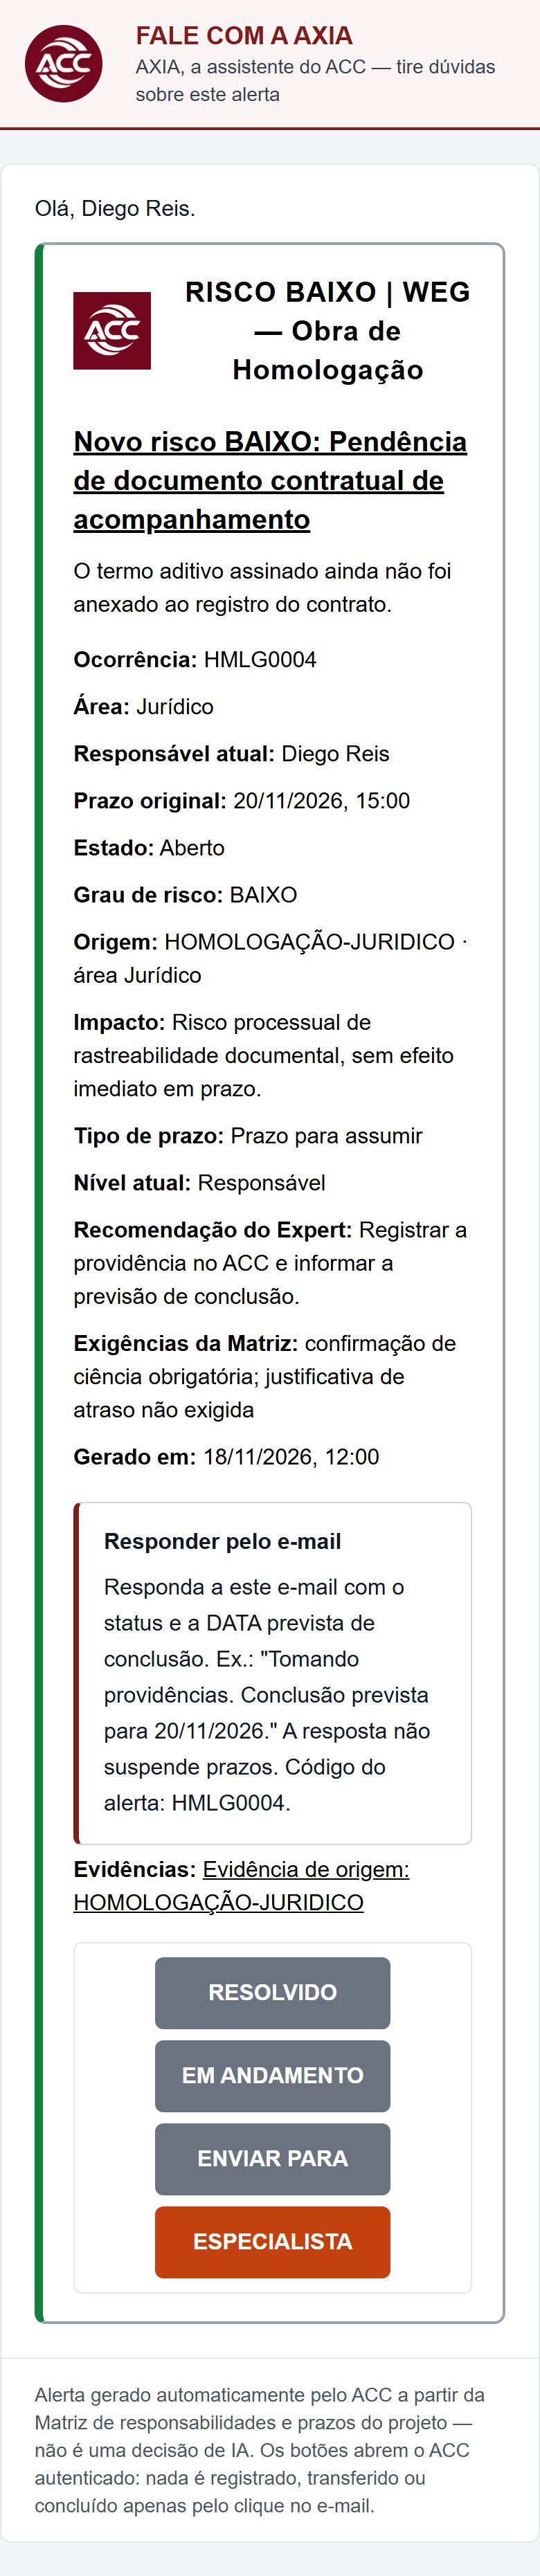 ACC
FALE COM A AXIA
AXIA, a assistente do ACC — tire dúvidas
sobre este alerta
Olá, Diego Reis.
ACC
RISCO BAIXO | WEG
— Obra de
Homologação
Novo risco BAIXO: Pendência
de documento contratual de
acompanhamento
O termo aditivo assinado ainda não foi
anexado ao registro do contrato.
Ocorrência: HMLG0004
Área: Jurídico
Responsável atual: Diego Reis
Prazo original: 20/11/2026, 15:00
Estado: Aberto
Grau de risco: BAIXO
Origem: HOMOLOGAÇÃO-JURIDICO ·
área Jurídico
Impacto: Risco processual de
rastreabilidade documental, sem efeito
imediato em prazo.
Tipo de prazo: Prazo para assumir
Nível atual: Responsável
Recomendação do Expert: Registrar a
providência no ACC e informar a
previsão de conclusão.
Exigências da Matriz: confirmação de
ciência obrigatória; justificativa de
atraso não exigida
Gerado em: 18/11/2026, 12:00
Responder pelo e-mail
Responda a este e-mail com o
status e a DATA prevista de
conclusão. Ex.: "Tomando
providências. Conclusão prevista
para 20/11/2026." A resposta não
suspende prazos. Código do
alerta: HMLG0004.
Evidências: Evidência de origem:
HOMOLOGAÇÃO-JURIDICO
RESOLVIDO
EM ANDAMENTO
ENVIAR PARA
ESPECIALISTA
Alerta gerado automaticamente pelo ACC a partir da
Matriz de responsabilidades e prazos do projeto —
não é uma decisão de IA. Os botões abrem o ACC
autenticado: nada é registrado, transferido ou
concluído apenas pelo clique no e-mail.